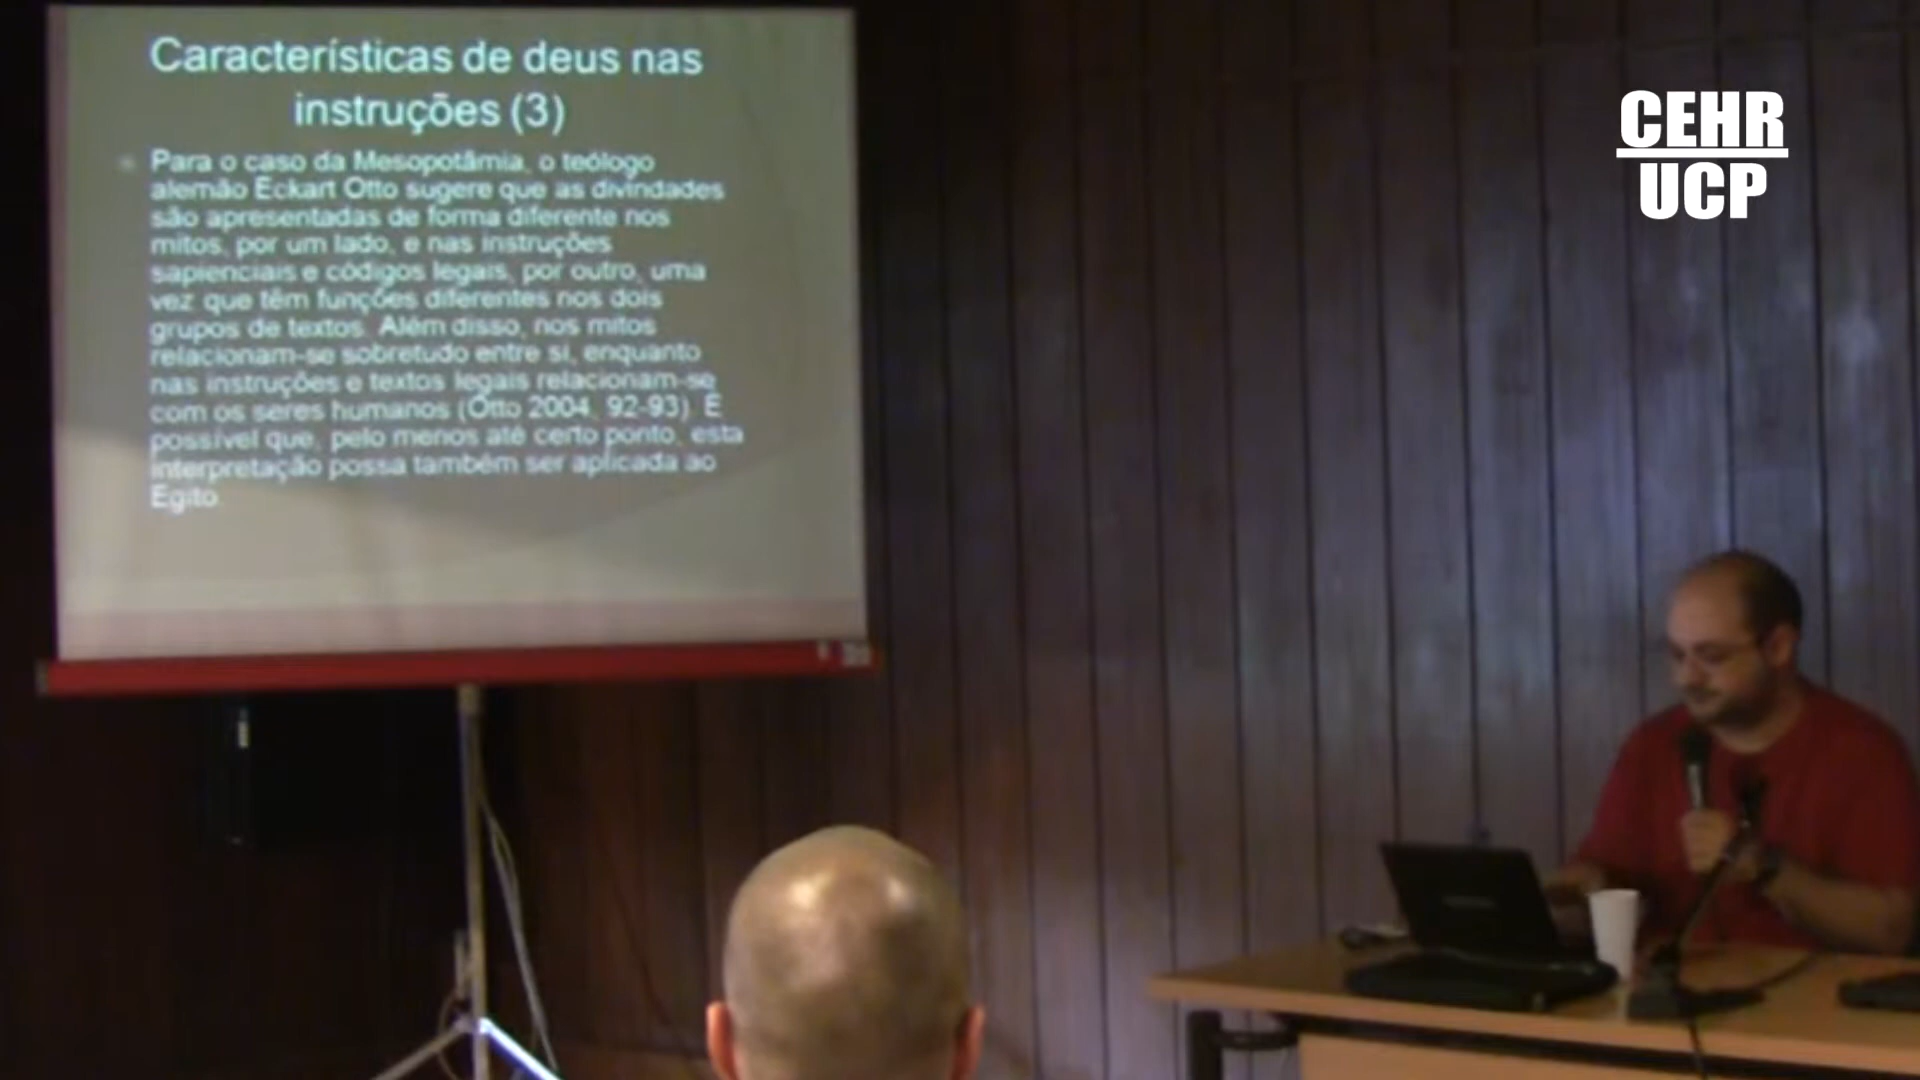 Características de deus nas
instruções (3)
Para o caso da Mesopotâmia, o teólogo
alemão Eckart Otto sugere que as divindades
são apresentadas de forma diferente nos
mitos, por um lado, e nas instruções
sapienciais e códigos legais, por outro, uma
vez que têm funções diferentes nos dois
grupos de textos. Além disso, nos mitos
relacionam-se sobretudo entre si, enquanto
nas instruções e textos legais relacionam-se
com os seres humanos (Otto 2004, 92-93). É
possível que, pelo menos até certo ponto, esta
interpretação possa também ser aplicada ao
Egito
CEHR
UCP